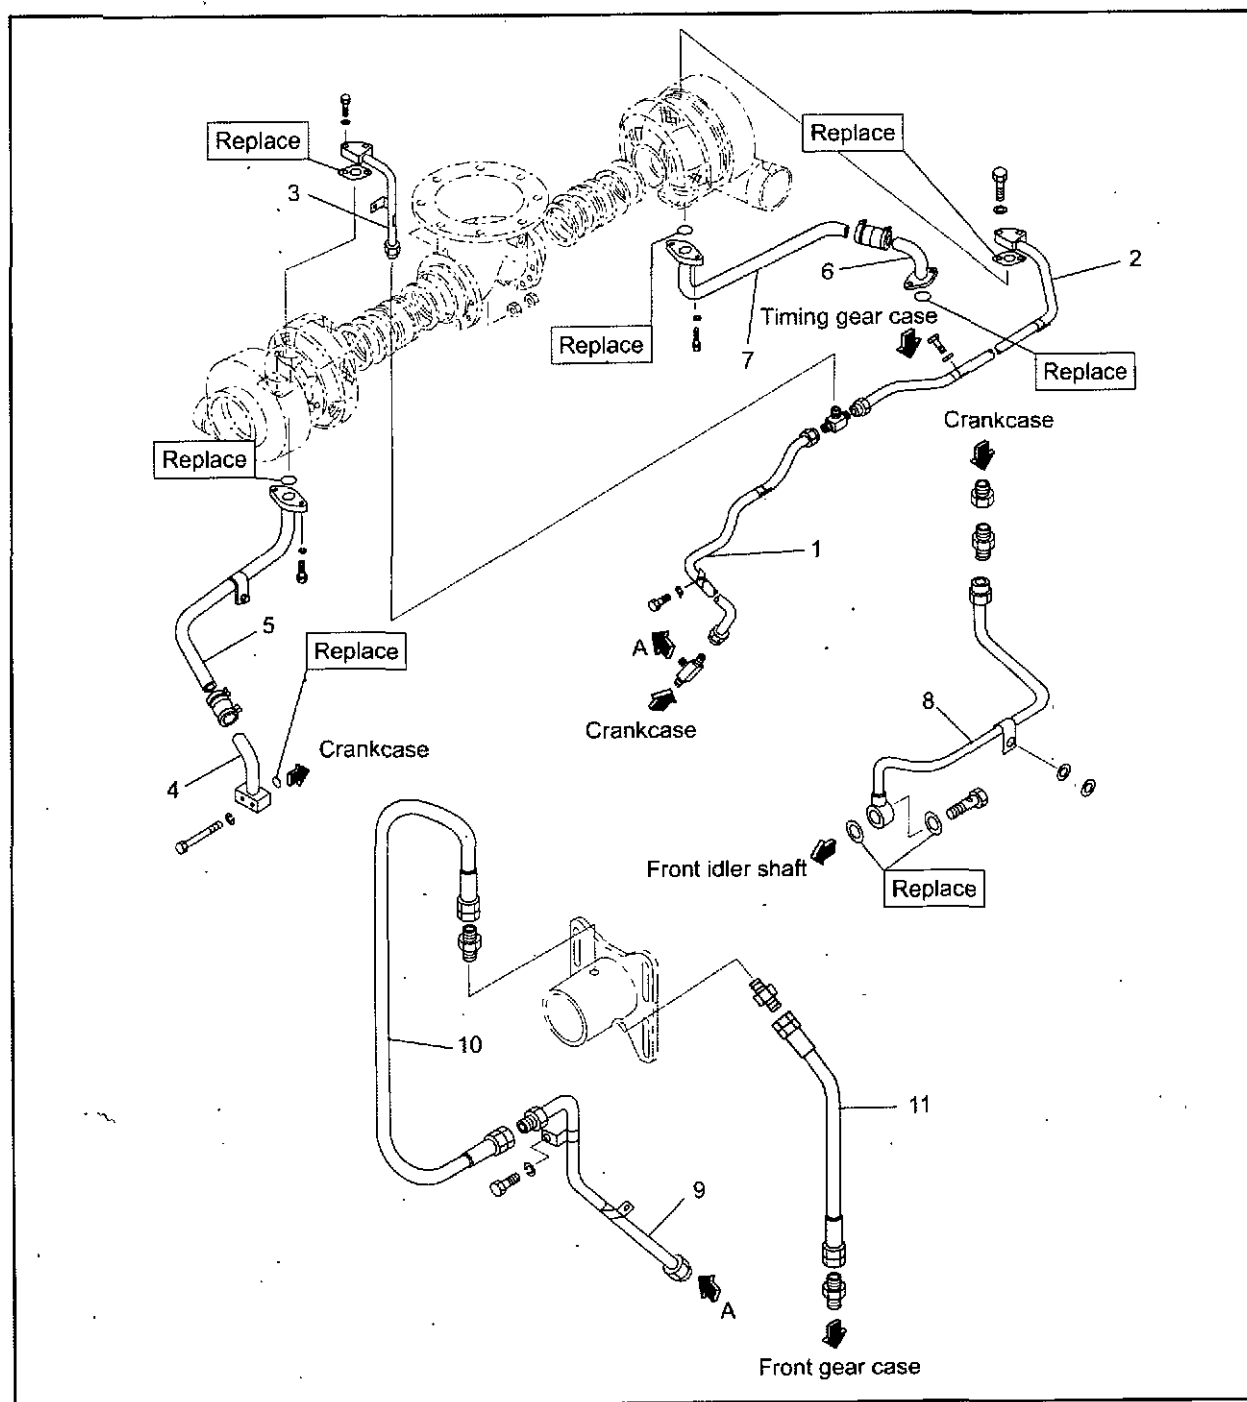 Replace
Replace
3
2
Replace
6
Timing gear case
Replace
7
Replace
Crankcase
Replace
1
5
Replace
A
8
Crankcase
Crankcase
4
Front idler shaft
Replace
10
11
9
A
Front gear case